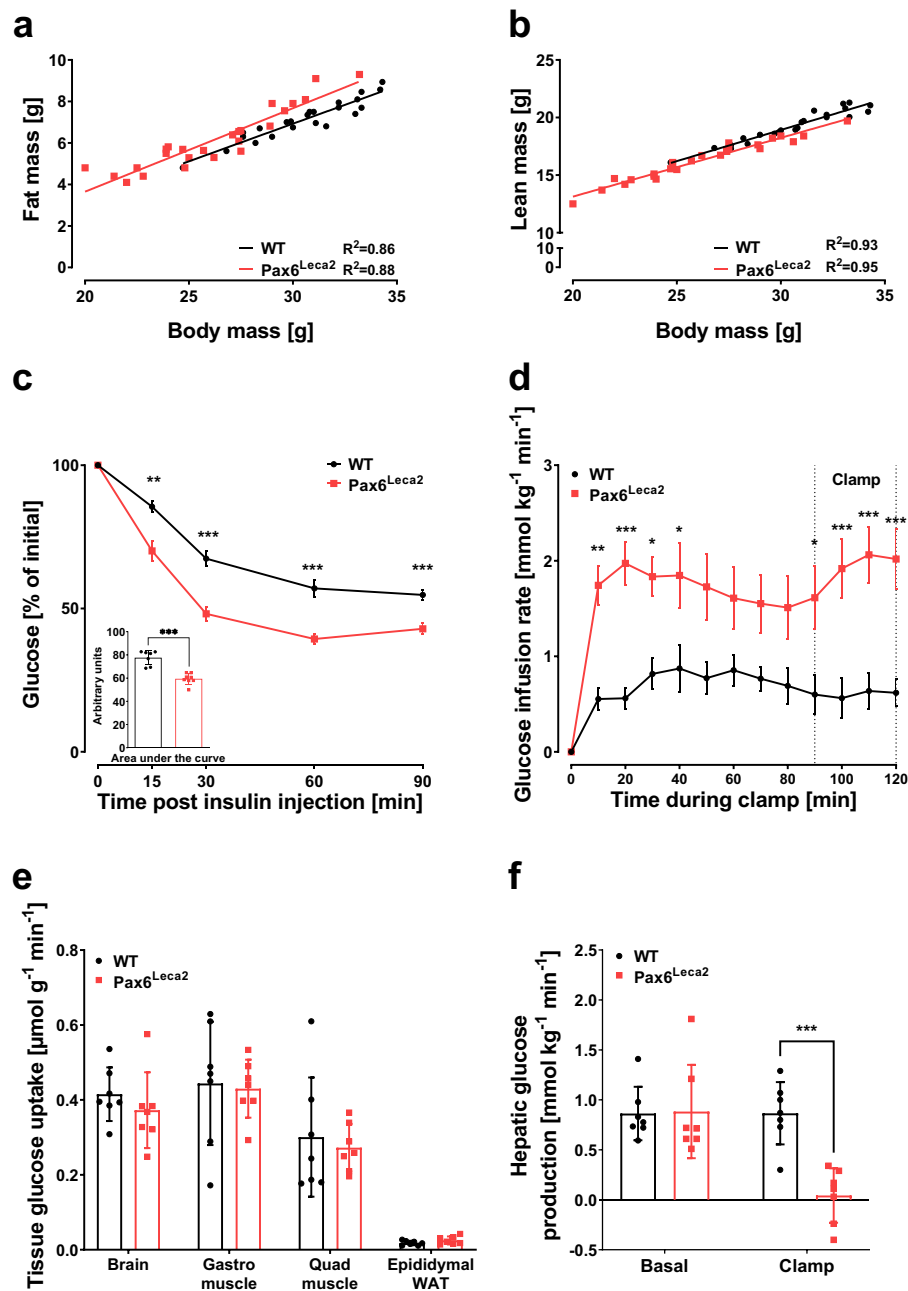 a
Fat mass [g]
10
8
6
4
2
0
WT R²=0.86
Pax6Leca2 R²=0.88
20 25 30 35
Body mass [g]
b
Lean mass [g]
25
20
15
10
10
0
WT R²=0.93
Pax6Leca2 R²=0.95
20 25 30 35
Body mass [g]
c
Glucose [% of initial]
100
50
0
WT
Pax6Leca2
**
***
***
***
Arbitrary units
100
80
60
40
20
0
***
Area under the curve
0 15 30 60 90
Time post insulin injection [min]
d
Glucose infusion rate [mmol kg⁻¹ min⁻¹]
3
2
1
0
WT
Pax6Leca2
Clamp
** *** * * * *** *** ***
0 20 40 60 80 100 120
Time during clamp [min]
e
Tissue glucose uptake [µmol g⁻¹ min⁻¹]
0.8
0.6
0.4
0.2
0.0
WT
Pax6Leca2
Brain Gastro Quad Epididymal
muscle muscle WAT
f
Hepatic glucose
production [mmol kg⁻¹ min⁻¹]
2.5
2.0
1.5
1.0
0.5
0.0
-0.5
WT
Pax6Leca2
***
Basal Clamp